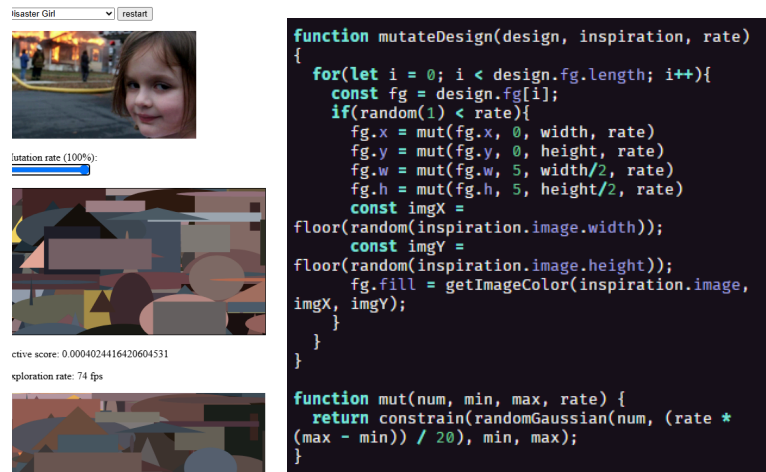 Disaster Girl
restart
Mutation rate (100%):
active score: 0.0004024416420604531
exploration rate: 74 fps
function mutateDesign(design, inspiration, rate)
{
  for(let i = 0; i < design.fg.length; i++){
    const fg = design.fg[i];
    if(random(1) < rate){
      fg.x = mut(fg.x, 0, width, rate)
      fg.y = mut(fg.y, 0, height, rate)
      fg.w = mut(fg.w, 5, width/2, rate)
      fg.h = mut(fg.h, 5, height/2, rate)
      const imgX =
floor(random(inspiration.image.width));
      const imgY =
floor(random(inspiration.image.height));
      fg.fill = getImageColor(inspiration.image,
imgX, imgY);
    }
  }
}
function mut(num, min, max, rate) {
  return constrain(randomGaussian(num, (rate *
(max - min)) / 20), min, max);
}